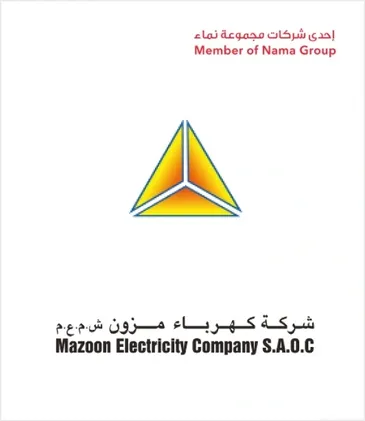 إحدى شركات مجموعة نماء
Member of Nama Group
شركة كهرباء مزون ش.م.ع.م
Mazoon Electricity Company S.A.O.C